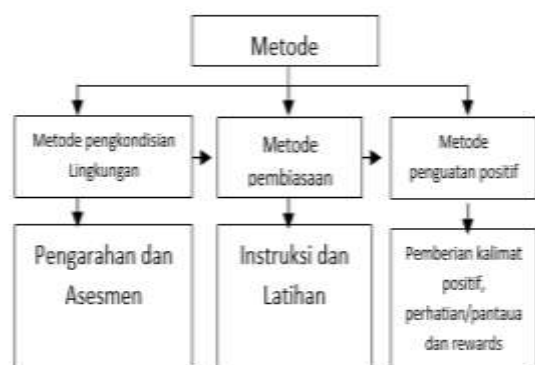 Metode
Metode pengkondisian
Lingkungan
Metode
pembiasaan
Metode
penguatan positif
Pengarahan dan
Asesmen
Instruksi dan
Latihan
Pemberian kalimat
positif,
perhatian/pantaua
dan rewards